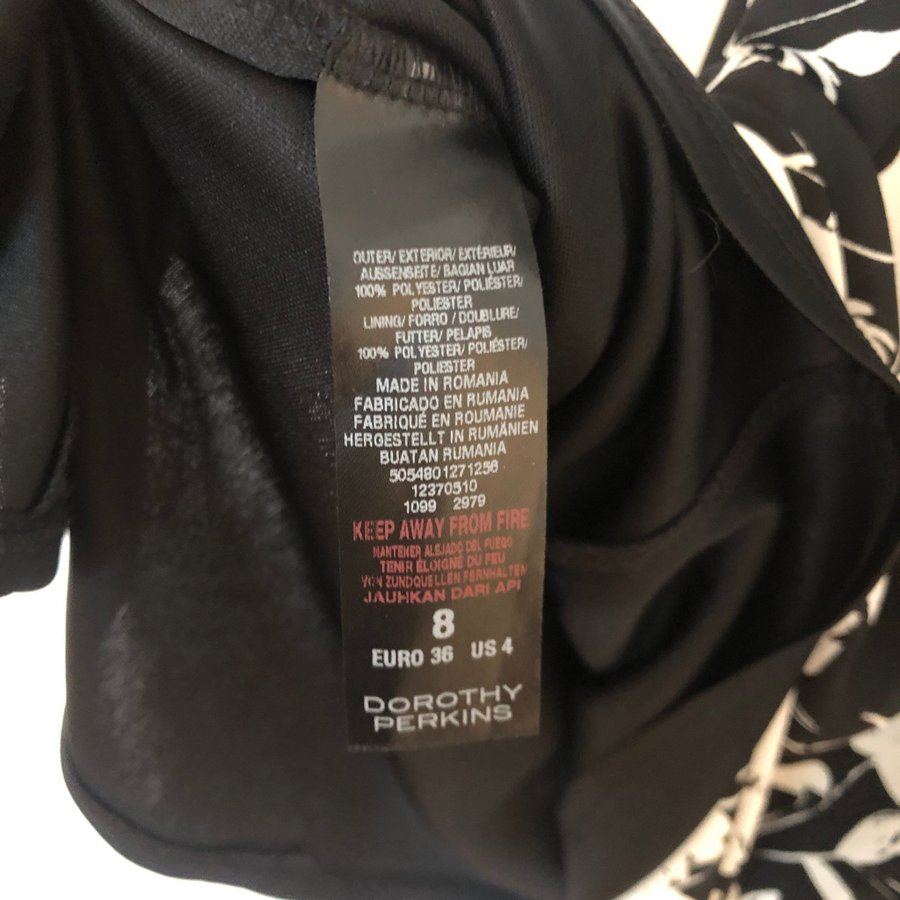 OUTER/ EXTERIOR/ EXTÉRIEUR/
AUSSENSEITE/ BAGIAN LUAR
100% POLYESTER/ POLIÉSTER/
POLIESTER
LINING/ FORRO / DOUBLURE/
FUTTER/ PELAPIS
100% POLYESTER/ POLIÉSTER/
POLIESTER
MADE IN ROMANIA
FABRICADO EN RUMANIA
FABRIQUÉ EN ROUMANIE
HERGESTELLT IN RUMÄNIEN
BUATAN RUMANIA
5054801271256
12370510
1099 2979
KEEP AWAY FROM FIRE
MANTENER ALEJADO DEL FUEGO
TENIR ÉLOIGNÉ DU FEU
VON ZUNDQUELLEN FERNHALTEN
JAUHKAN DARI API
8
EURO 36 US 4
DOROTHY
PERKINS